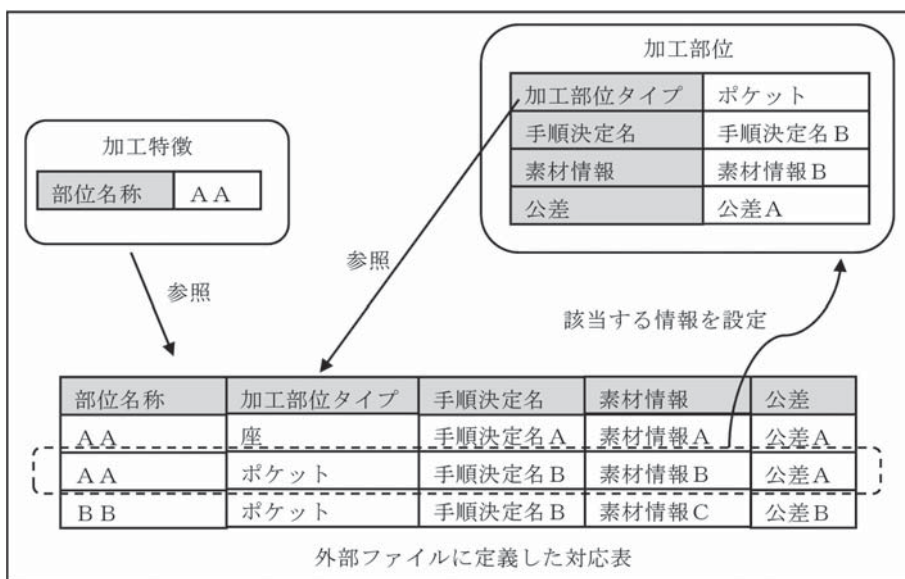 加工部位
加工部位タイプ ポケット
手順決定名 手順決定名B
素材情報 素材情報B
公差 公差A
加工特徴
部位名称 AA
参照
参照
該当する情報を設定
部位名称 加工部位タイプ 手順決定名 素材情報 公差
AA 座 手順決定名A 素材情報A 公差A
AA ポケット 手順決定名B 素材情報B 公差A
BB ポケット 手順決定名B 素材情報C 公差B
外部ファイルに定義した対応表